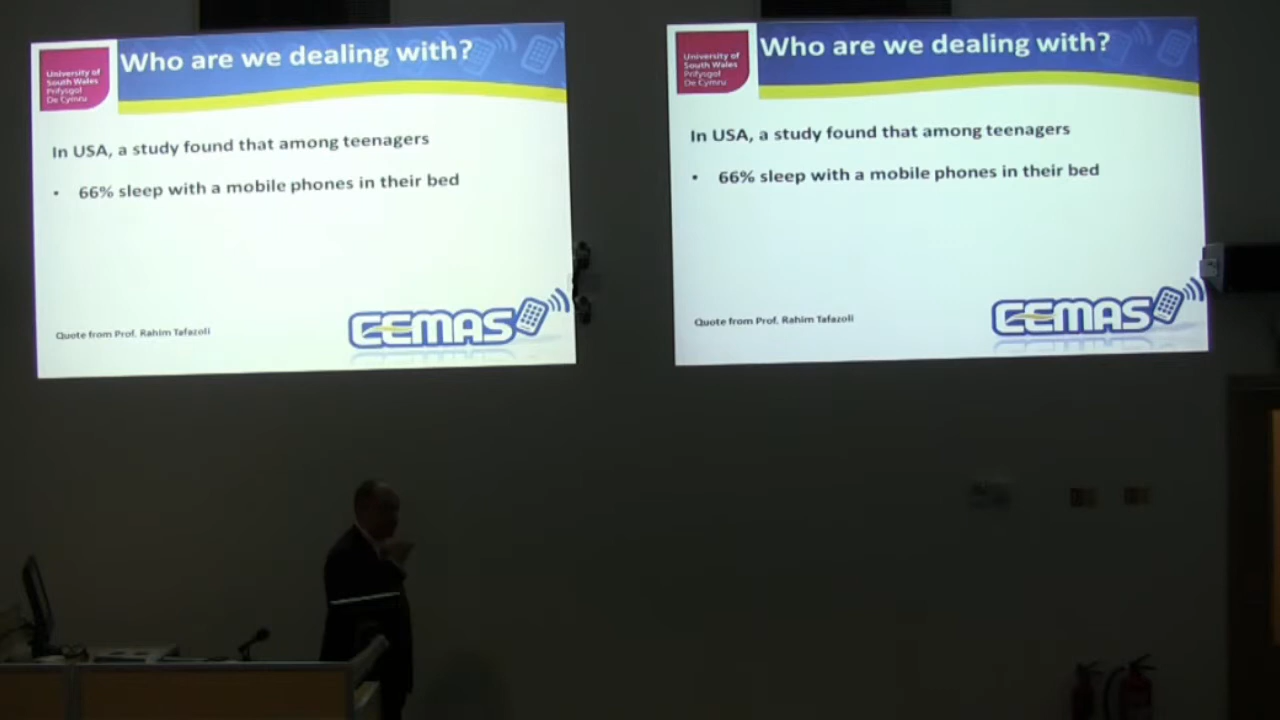 University of
South Wales
Prifysgol
De Cymru
Who are we dealing with?
In USA, a study found that among teenagers
• 66% sleep with a mobile phones in their bed
Quote from Prof. Rahim Tafazoli
CEMAS
University of
South Wales
Prifysgol
De Cymru
Who are we dealing with?
In USA, a study found that among teenagers
• 66% sleep with a mobile phones in their bed
Quote from Prof. Rahim Tafazoli
CEMAS